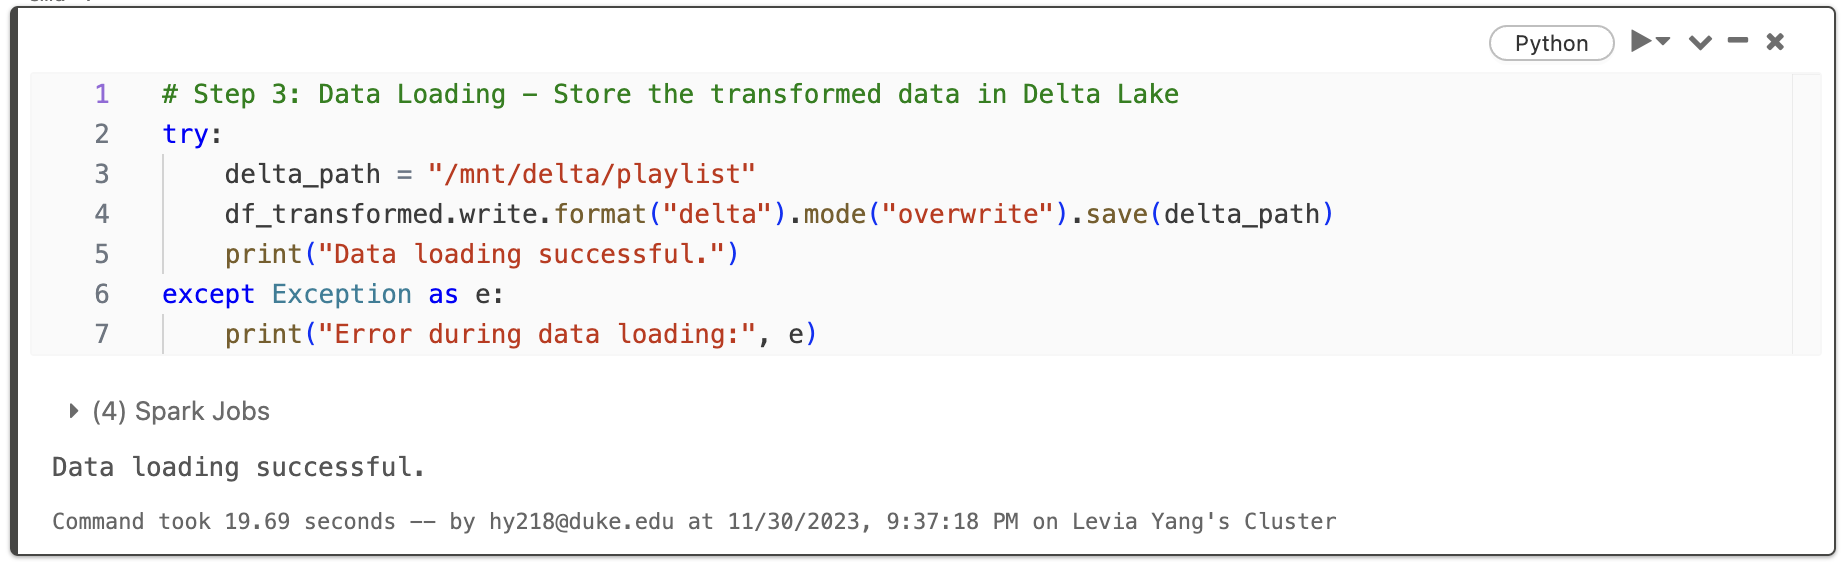 Python
1 # Step 3: Data Loading – Store the transformed data in Delta Lake
2 try:
3     delta_path = "/mnt/delta/playlist"
4     df_transformed.write.format("delta").mode("overwrite").save(delta_path)
5     print("Data loading successful.")
6 except Exception as e:
7     print("Error during data loading:", e)
(4) Spark Jobs
Data loading successful.
Command took 19.69 seconds -- by hy218@duke.edu at 11/30/2023, 9:37:18 PM on Levia Yang's Cluster